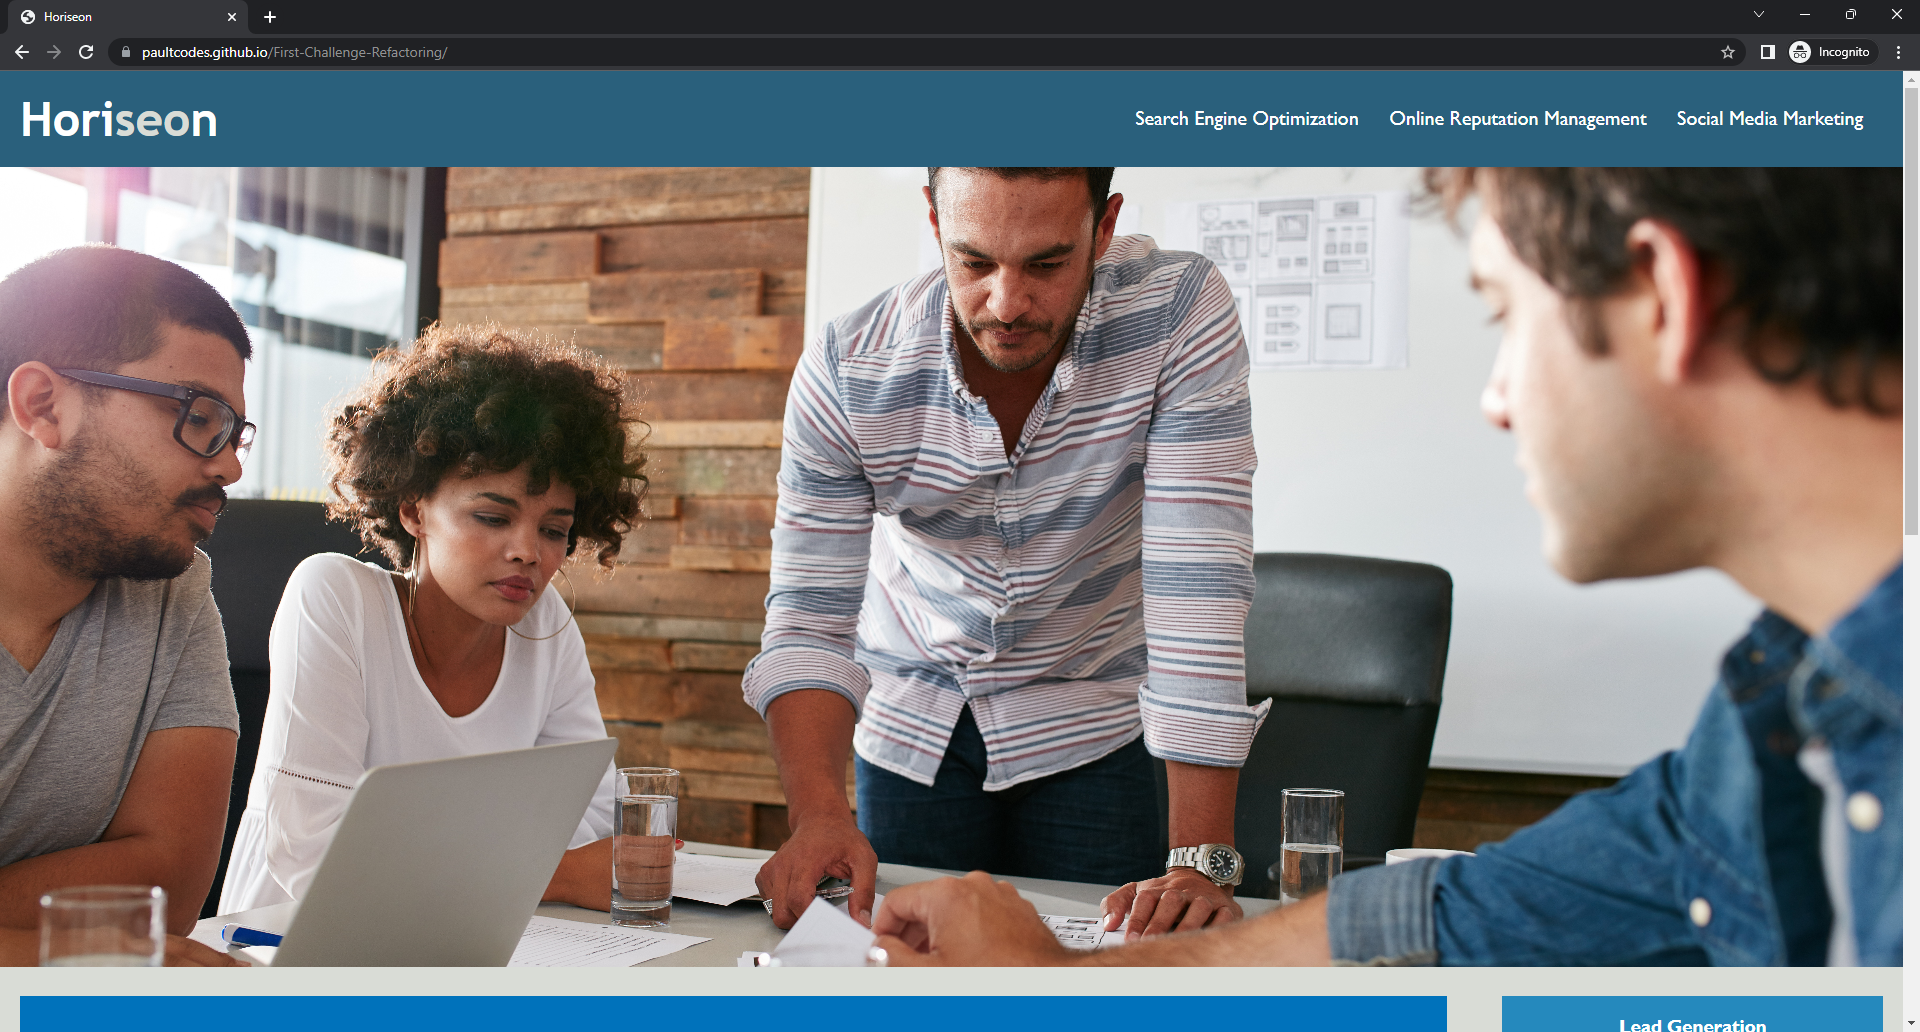 Horiseon
paultcodes.github.io/First-Challenge-Refactoring/
Incognito
Horiseon
Search Engine Optimization Online Reputation Management Social Media Marketing
Lead Generation